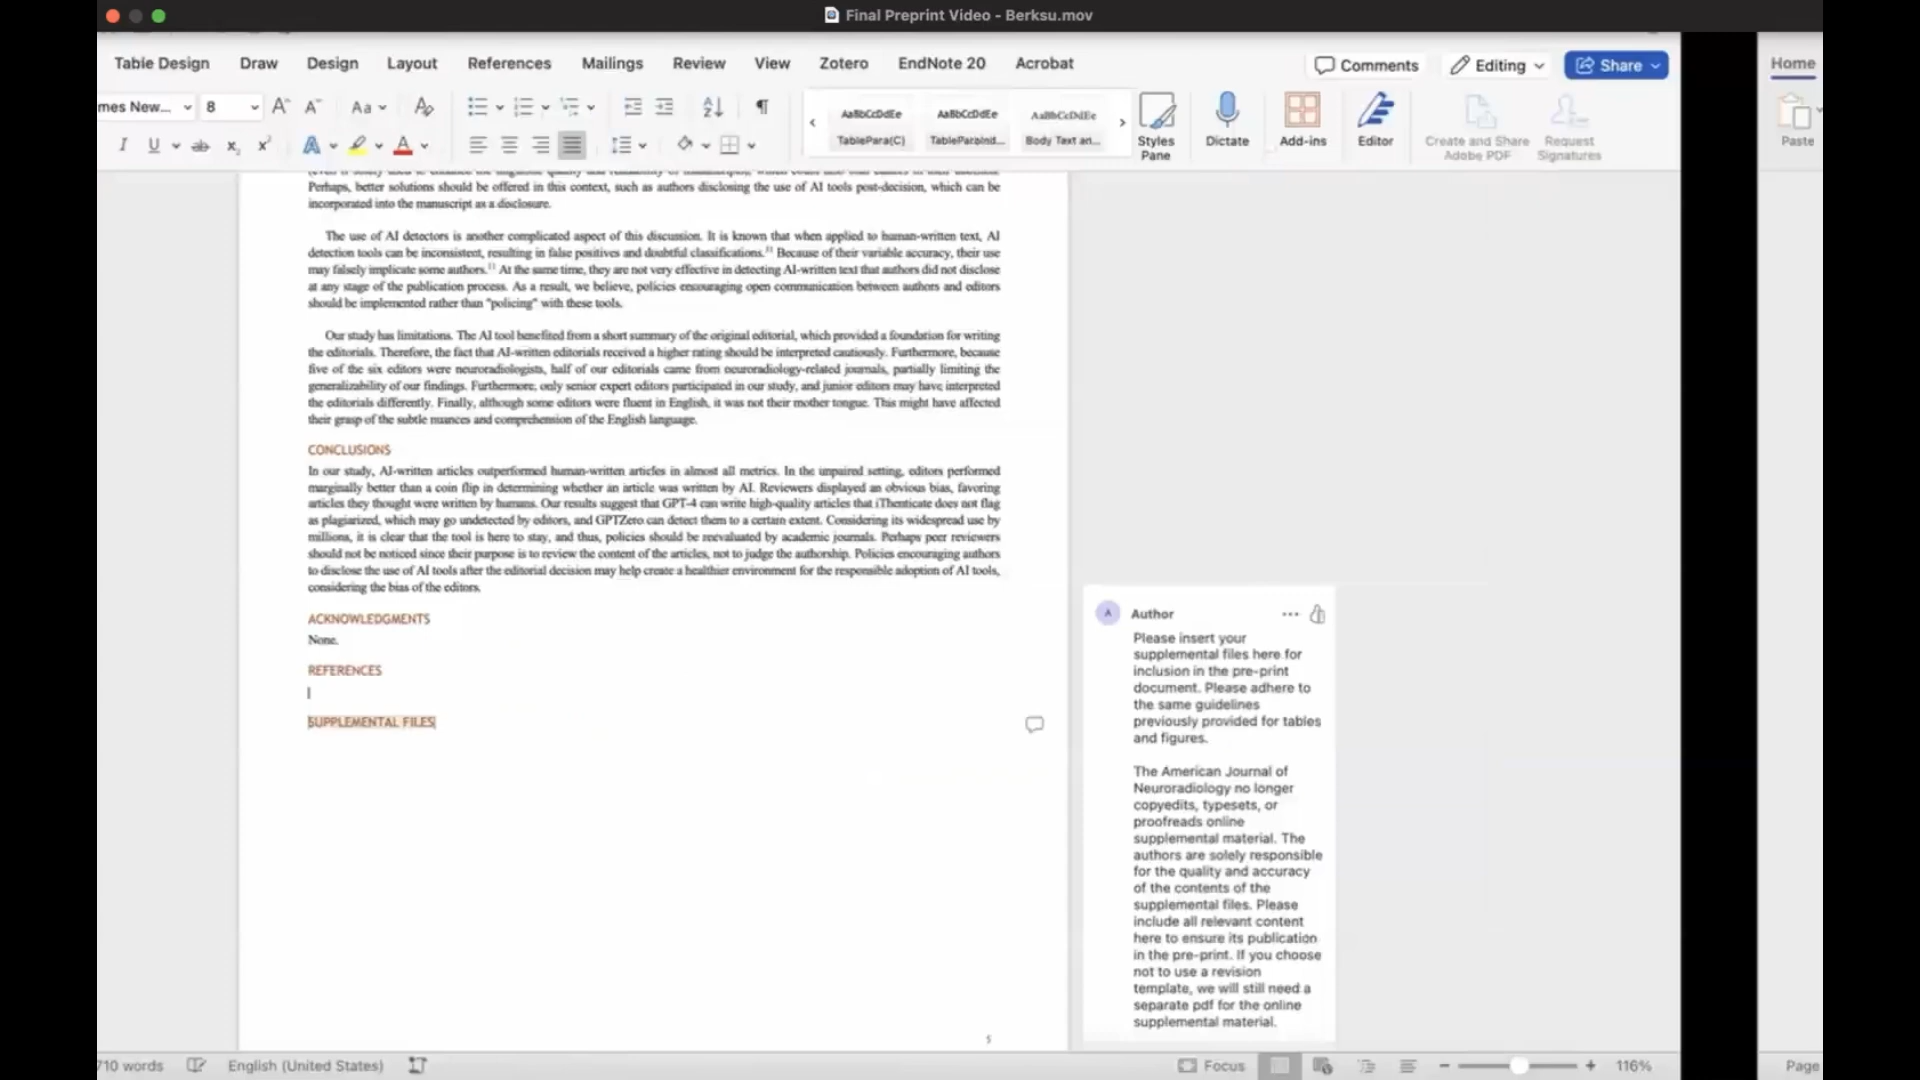 Final Preprint Video - Berksu.mov
Table Design Draw Design Layout References Mailings Review View Zotero EndNote 20 Acrobat Comments Editing Share Home
mes New... 8 Aa AaBbCcDdEe AaBbCcDdEe AaBbCcDdEe
TablePara(C) TableParaInd... Body Text an... Styles Pane Dictate Add-ins Editor Create and Share Adobe PDF Request Signatures Paste
Perhaps, better solutions should be offered in this context, such as authors disclosing the use of AI tools post-decision, which can be
incorporated into the manuscript as a disclosure.
The use of AI detectors is another complicated aspect of this discussion. It is known that when applied to human-written text, AI
detection tools can be inconsistent, resulting in false positives and doubtful classifications. Because of their variable accuracy, their use
may falsely implicate some authors. At the same time, they are not very effective in detecting AI-written text that authors did not disclose
at any stage of the publication process. As a result, we believe, policies encouraging open communication between authors and editors
should be implemented rather than "policing" with these tools.
Our study has limitations. The AI tool benefited from a short summary of the original editorial, which provided a foundation for writing
the editorials. Therefore, the fact that AI-written editorials received a higher rating should be interpreted cautiously. Furthermore, because
five of the six editors were neuroradiologists, half of our editorials came from neuroradiology-related journals, partially limiting the
generalizability of our findings. Furthermore, only senior expert editors participated in our study, and junior editors may have interpreted
the editorials differently. Finally, although some editors were fluent in English, it was not their mother tongue. This might have affected
their grasp of the subtle nuances and comprehension of the English language.
CONCLUSIONS
In our study, AI-written articles outperformed human-written articles in almost all metrics. In the unpaired setting, editors performed
marginally better than a coin flip in determining whether an article was written by AI. Reviewers displayed an obvious bias, favoring
articles they thought were written by humans. Our results suggest that GPT-4 can write high-quality articles that iThenticate does not flag
as plagiarized, which may go undetected by editors, and GPTZero can detect them to a certain extent. Considering its widespread use by
millions, it is clear that the tool is here to stay, and thus, policies should be reevaluated by academic journals. Perhaps peer reviewers
should not be noticed since their purpose is to review the content of the articles, not to judge the authorship. Policies encouraging authors
to disclose the use of AI tools after the editorial decision may help create a healthier environment for the responsible adoption of AI tools,
considering the bias of the editors.
ACKNOWLEDGMENTS
None.
REFERENCES
SUPPLEMENTAL FILES
5
A Author
Please insert your
supplemental files here for
inclusion in the pre-print
document. Please adhere to
the same guidelines
previously provided for tables
and figures.
The American Journal of
Neuroradiology no longer
copyedits, typesets, or
proofreads online
supplemental material. The
authors are solely responsible
for the quality and accuracy
of the contents of the
supplemental files. Please
include all relevant content
here to ensure its publication
in the pre-print. If you choose
not to use a revision
template, we will still need a
separate pdf for the online
supplemental material.
710 words English (United States) Focus 116% Page